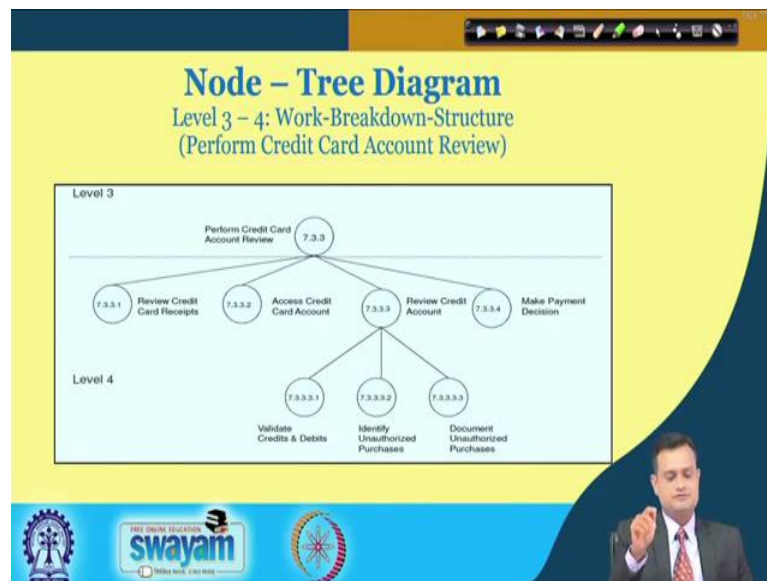 Node – Tree Diagram
Level 3 – 4: Work-Breakdown-Structure
(Perform Credit Card Account Review)
Level 3
Perform Credit Card
Account Review
7.3.3
7.3.3.1
Review Credit
Card Receipts
7.3.3.2
Access Credit
Card Account
7.3.3.3
Review Credit
Account
7.3.3.4
Make Payment
Decision
Level 4
7.3.3.3.1
7.3.3.3.2
7.3.3.3.3
Validate
Credits & Debits
Identify
Unauthorized
Purchases
Document
Unauthorized
Purchases
FREE ONLINE EDUCATION
swayam